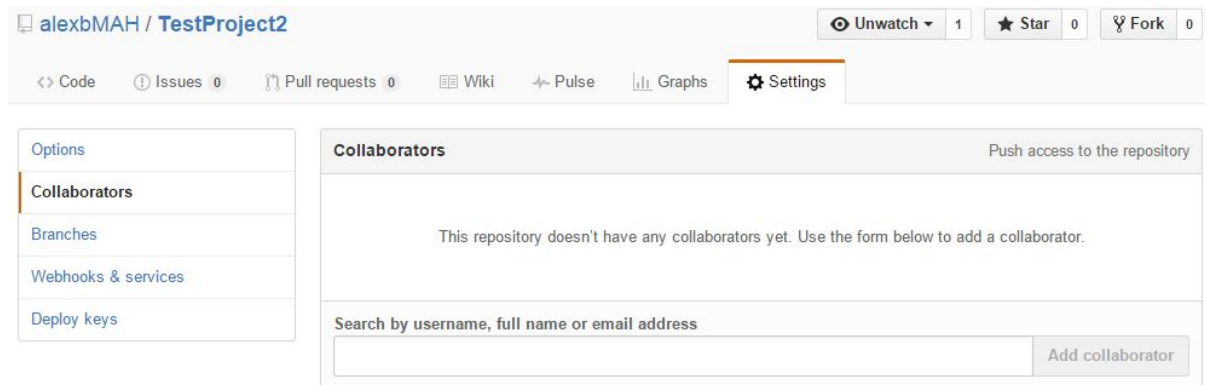 alexbMAH / TestProject2 Unwatch 1 Star 0 Fork 0
<> Code Issues 0 Pull requests 0 Wiki Pulse Graphs Settings
Options
Collaborators
Branches
Webhooks & services
Deploy keys
Collaborators Push access to the repository
This repository doesn't have any collaborators yet. Use the form below to add a collaborator.
Search by username, full name or email address
Add collaborator